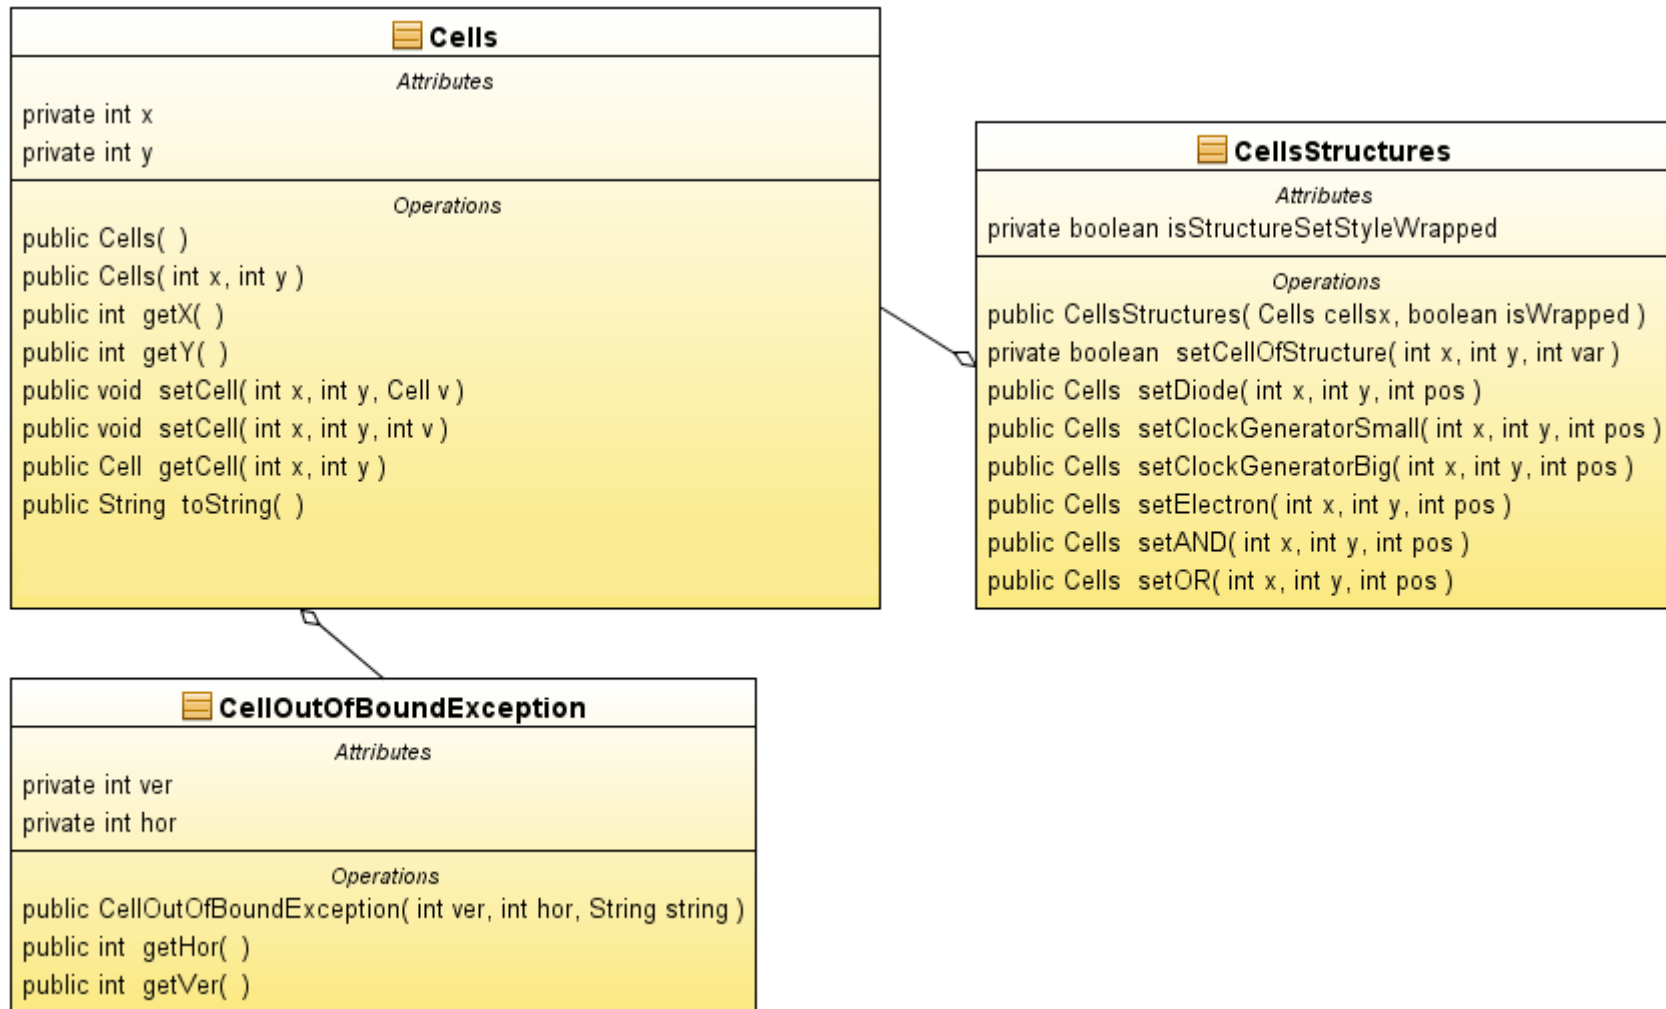 Cells
Attributes
private int x
private int y
Operations
public Cells( )
public Cells( int x, int y )
public int getX( )
public int getY( )
public void setCell( int x, int y, Cell v )
public void setCell( int x, int y, int v )
public Cell getCell( int x, int y )
public String toString( )
CellsStructures
Attributes
private boolean isStructureSetStyleWrapped
Operations
public CellsStructures( Cells cellsx, boolean isWrapped )
private boolean setCellOfStructure( int x, int y, int var )
public Cells setDiode( int x, int y, int pos )
public Cells setClockGeneratorSmall( int x, int y, int pos )
public Cells setClockGeneratorBig( int x, int y, int pos )
public Cells setElectron( int x, int y, int pos )
public Cells setAND( int x, int y, int pos )
public Cells setOR( int x, int y, int pos )
CellOutOfBoundException
Attributes
private int ver
private int hor
Operations
public CellOutOfBoundException( int ver, int hor, String string )
public int getHor( )
public int getVer( )